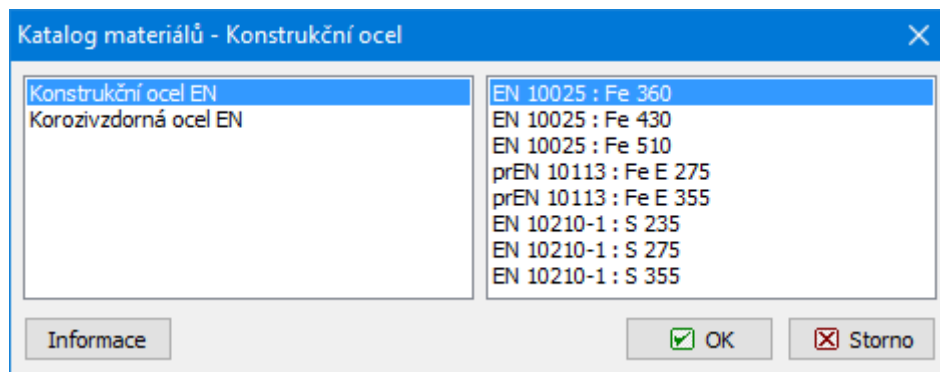 Katalog materiálů - Konstrukční ocel
Konstrukční ocel EN
Korozivzdorná ocel EN
EN 10025 : Fe 360
EN 10025 : Fe 430
EN 10025 : Fe 510
prEN 10113 : Fe E 275
prEN 10113 : Fe E 355
EN 10210-1 : S 235
EN 10210-1 : S 275
EN 10210-1 : S 355
Informace
OK
Storno